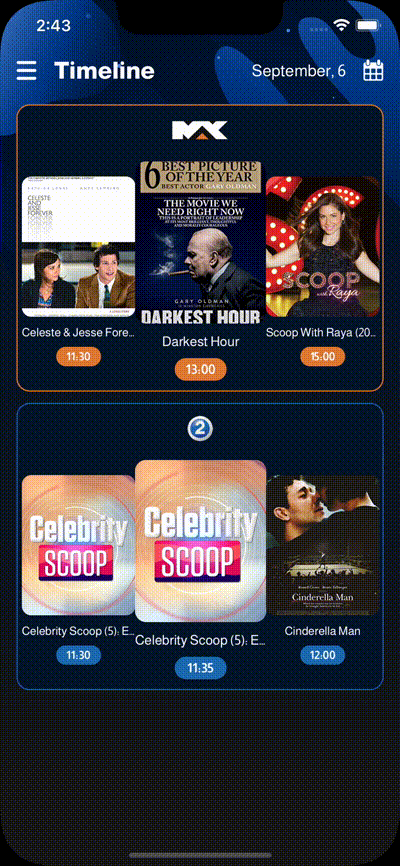 2:43
Timeline
September, 6
MX
CELESTE
AND
JESSE
FOREVER
6 BEST PICTURE
OF THE YEAR
BEST ACTOR GARY OLDMAN
THE MOVIE WE
NEED RIGHT NOW
GARY OLDMAN
DARKEST HOUR
SCOOP
with Raya
Celeste & Jesse Fore...
Darkest Hour
Scoop With Raya (20...
11:30
13:00
15:00
2
Celebrity
SCOOP
Celebrity
SCOOP
Cinderella Man
Celebrity Scoop (5): E...
Celebrity Scoop (5): E...
Cinderella Man
11:30
11:35
12:00